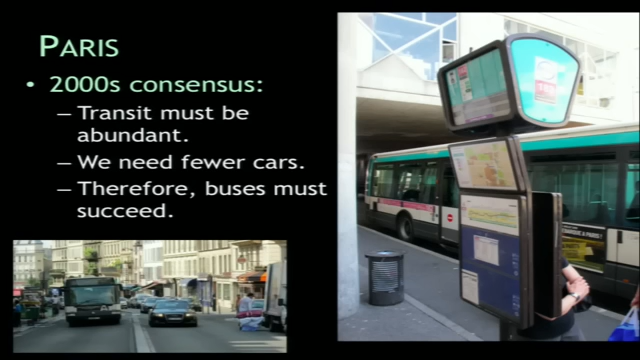 PARIS
• 2000s consensus:
– Transit must be
abundant.
– We need fewer cars.
– Therefore, buses must
succeed.